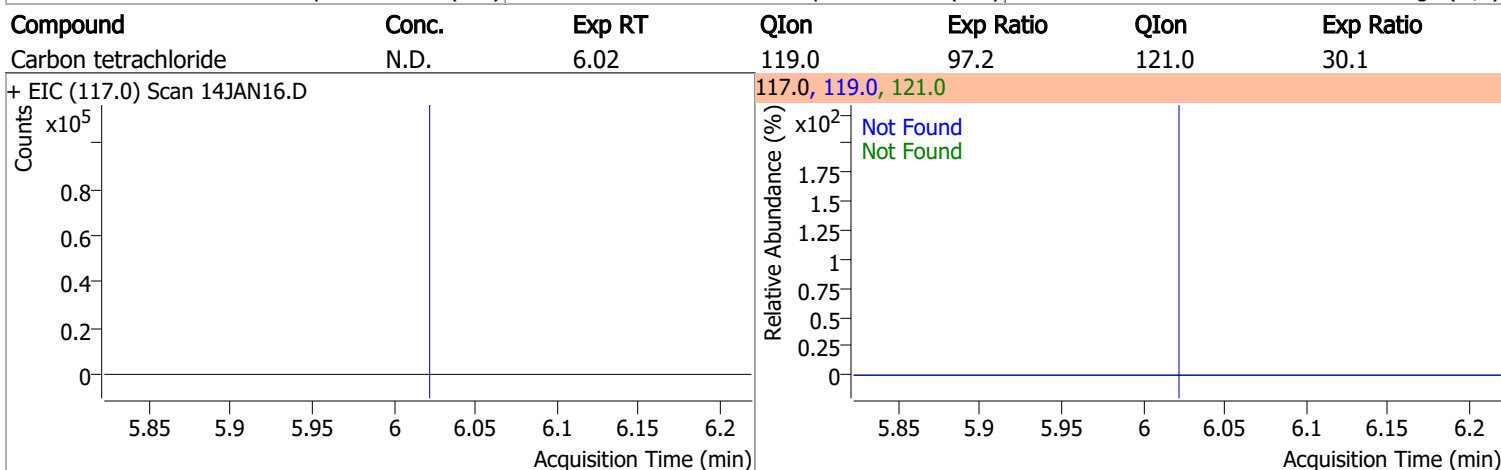 Compound Conc. Exp RT QIon Exp Ratio QIon Exp Ratio
Carbon tetrachloride N.D. 6.02 119.0 97.2 121.0 30.1
+ EIC (117.0) Scan 14JAN16.D
Counts
x10^5
0.8
0.6
0.4
0.2
0
5.85 5.9 5.95 6 6.05 6.1 6.15 6.2
Acquisition Time (min)
117.0, 119.0, 121.0
Relative Abundance (%)
x10^2
Not Found
Not Found
1.75
1.5
1.25
1
0.75
0.5
0.25
0
5.85 5.9 5.95 6 6.05 6.1 6.15 6.2
Acquisition Time (min)